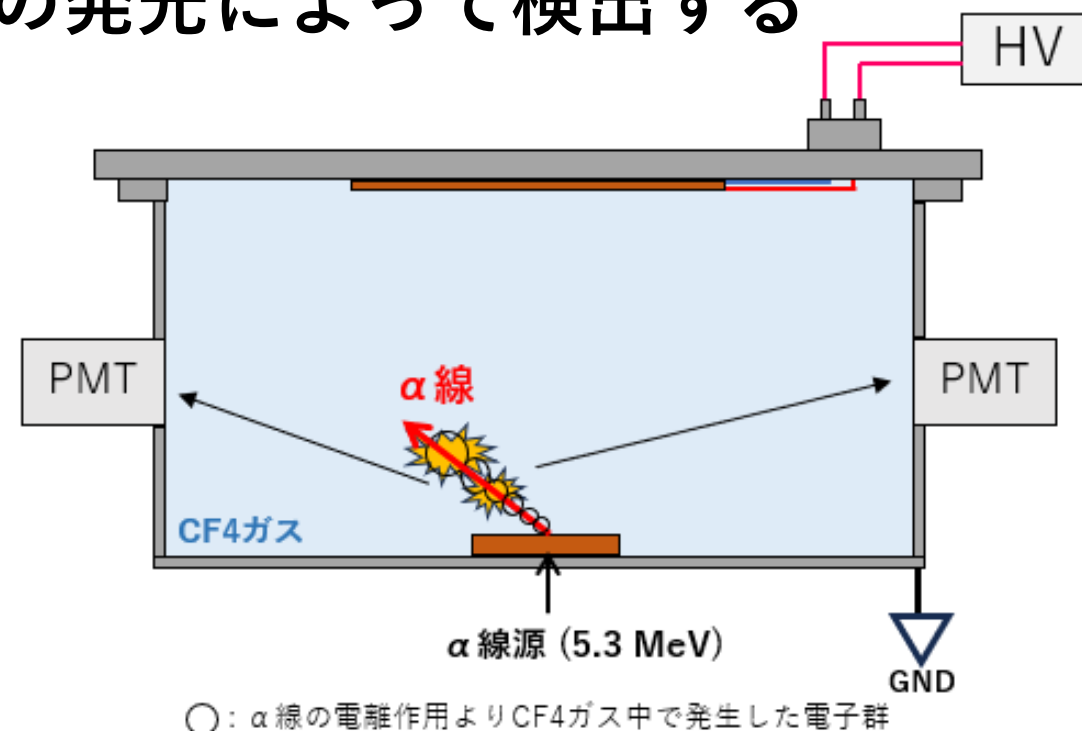 の発光によって検出する
HV
PMT
PMT
α線
CF4ガス
α線源 (5.3 MeV)
GND
○ : α線の電離作用よりCF4ガス中で発生した電子群